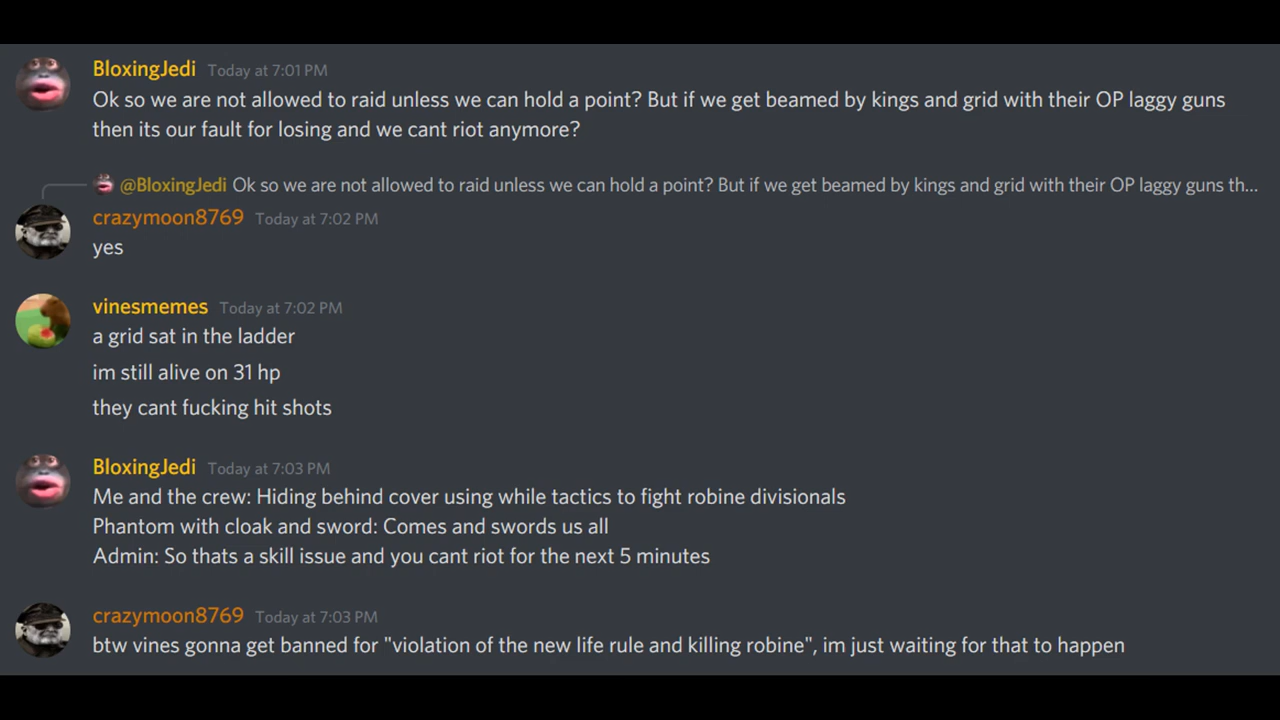 BloxingJedi Today at 7:01 PM
Ok so we are not allowed to raid unless we can hold a point? But if we get beamed by kings and grid with their OP laggy guns
then its our fault for losing and we cant riot anymore?
@BloxingJedi Ok so we are not allowed to raid unless we can hold a point? But if we get beamed by kings and grid with their OP laggy guns th...
crazymoon8769 Today at 7:02 PM
yes
vinesmemes Today at 7:02 PM
a grid sat in the ladder
im still alive on 31 hp
they cant fucking hit shots
BloxingJedi Today at 7:03 PM
Me and the crew: Hiding behind cover using while tactics to fight robine divisionals
Phantom with cloak and sword: Comes and swords us all
Admin: So thats a skill issue and you cant riot for the next 5 minutes
crazymoon8769 Today at 7:03 PM
btw vines gonna get banned for "violation of the new life rule and killing robine", im just waiting for that to happen